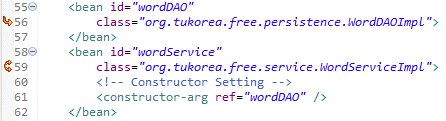 55 <bean id="wordDAO"
56 class="org.tukorea.free.persistence.WordDAOImpl">
57 </bean>
58 <bean id="wordService"
59 class="org.tukorea.free.service.WordServiceImpl">
60 <!-- Constructor Setting -->
61 <constructor-arg ref="wordDAO" />
62 </bean>